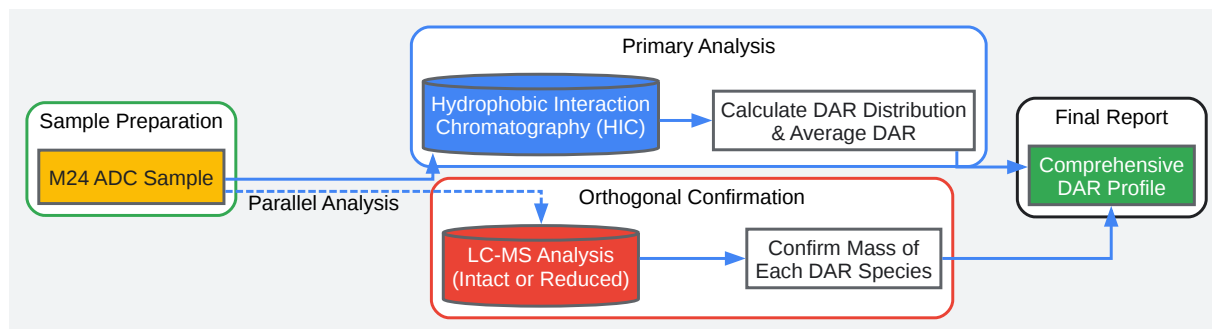 Primary Analysis
Hydrophobic Interaction
Chromatography (HIC)
Calculate DAR Distribution
& Average DAR
Sample Preparation
M24 ADC Sample
Parallel Analysis
Orthogonal Confirmation
LC-MS Analysis
(Intact or Reduced)
Confirm Mass of
Each DAR Species
Final Report
Comprehensive
DAR Profile